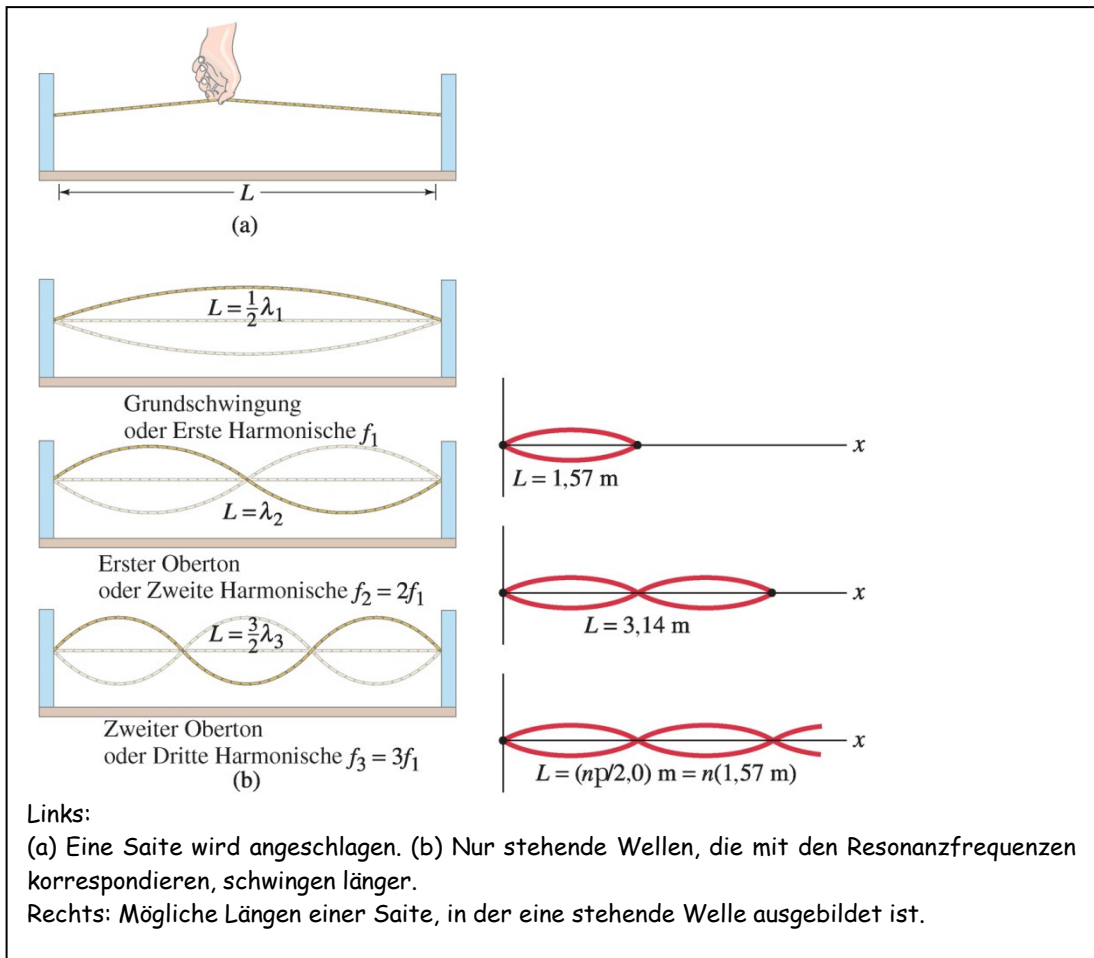 L
(a)
L = 1/2 λ₁
Grundschwingung
oder Erste Harmonische f₁
L = λ₂
Erster Oberton
oder Zweite Harmonische f₂ = 2f₁
L = 3/2 λ₃
Zweiter Oberton
oder Dritte Harmonische f₃ = 3f₁
(b)
x
L = 1,57 m
x
L = 3,14 m
x
L = (np/2,0) m = n(1,57 m)
Links:
(a) Eine Saite wird angeschlagen. (b) Nur stehende Wellen, die mit den Resonanzfrequenzen
korrespondieren, schwingen länger.
Rechts: Mögliche Längen einer Saite, in der eine stehende Welle ausgebildet ist.